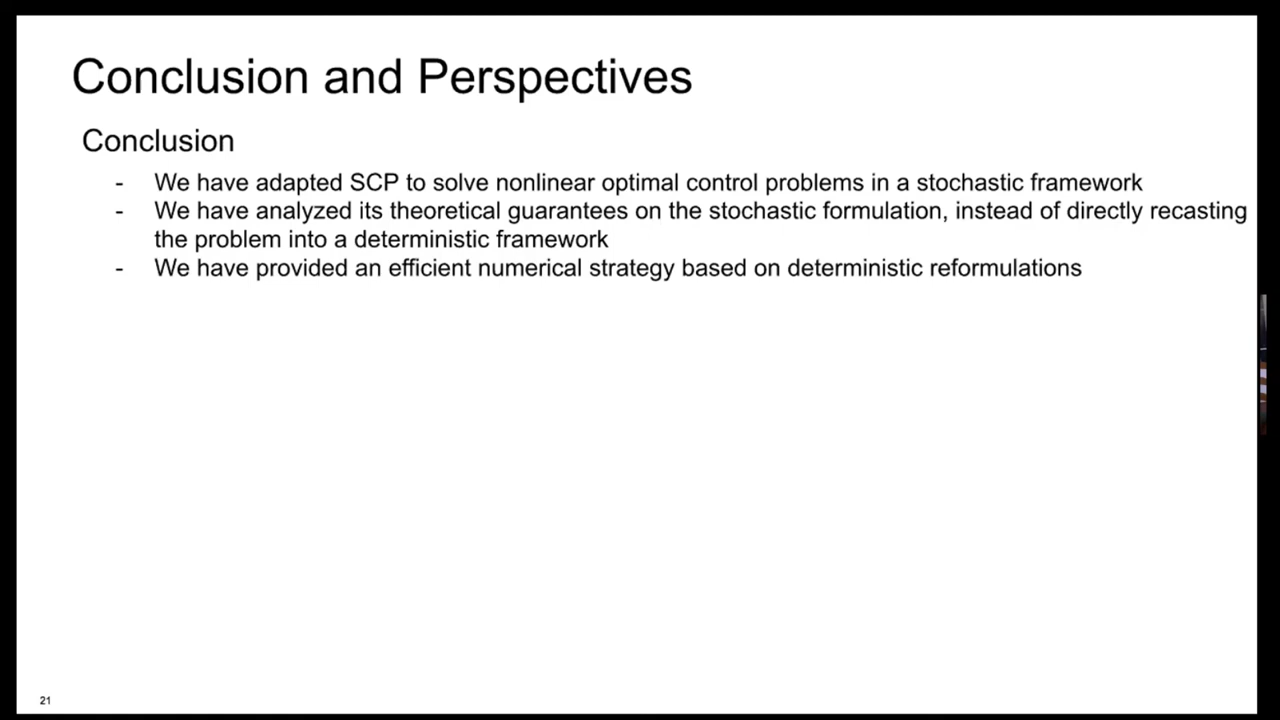 Conclusion and Perspectives
Conclusion
- We have adapted SCP to solve nonlinear optimal control problems in a stochastic framework
- We have analyzed its theoretical guarantees on the stochastic formulation, instead of directly recasting
the problem into a deterministic framework
- We have provided an efficient numerical strategy based on deterministic reformulations
21